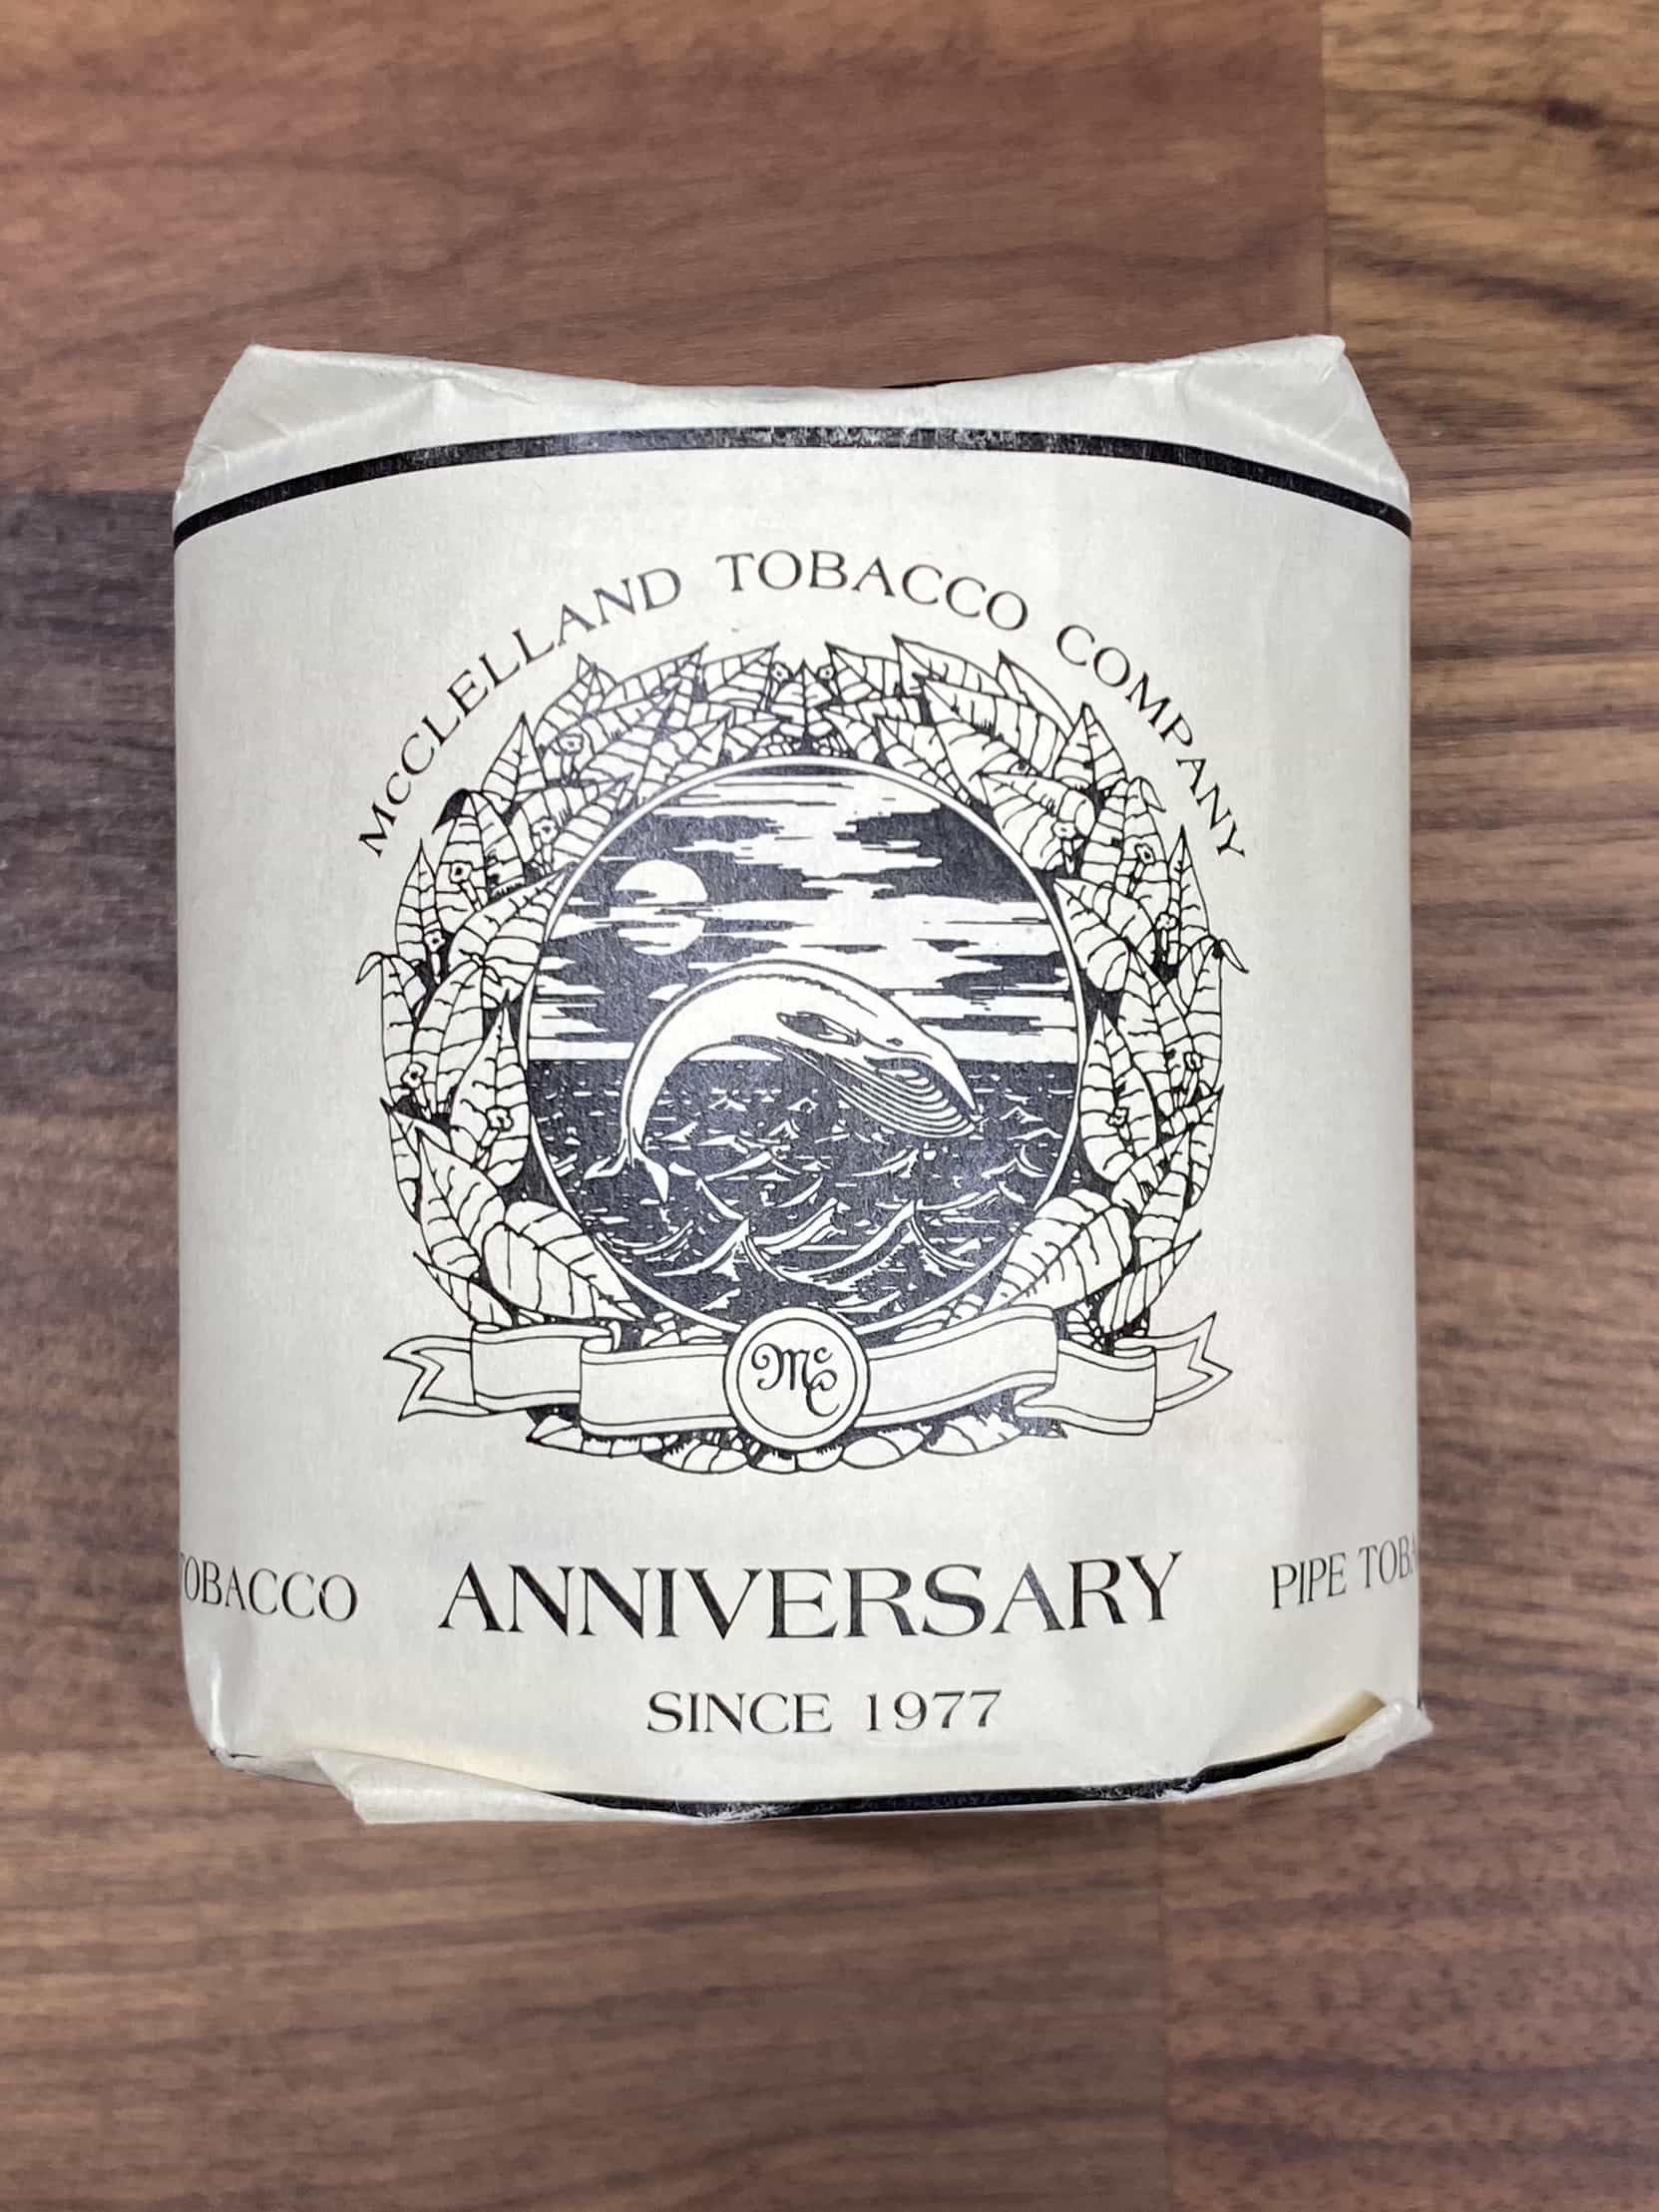 McCLELLAND TOBACCO COMPANY
Mc
TOBACCO ANNIVERSARY PIPE TOBA
SINCE 1977